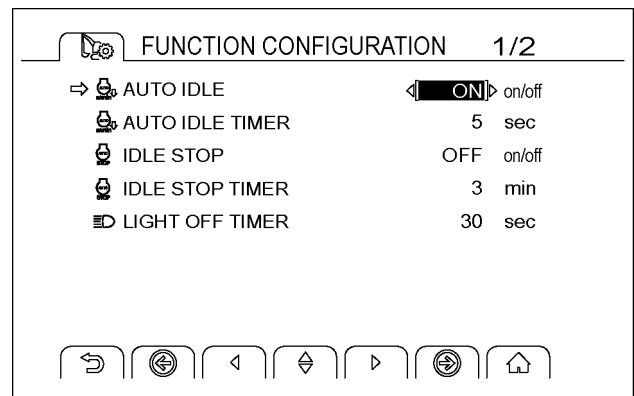 FUNCTION CONFIGURATION 1/2
AUTO IDLE ON on/off
AUTO IDLE TIMER 5 sec
IDLE STOP OFF on/off
IDLE STOP TIMER 3 min
LIGHT OFF TIMER 30 sec